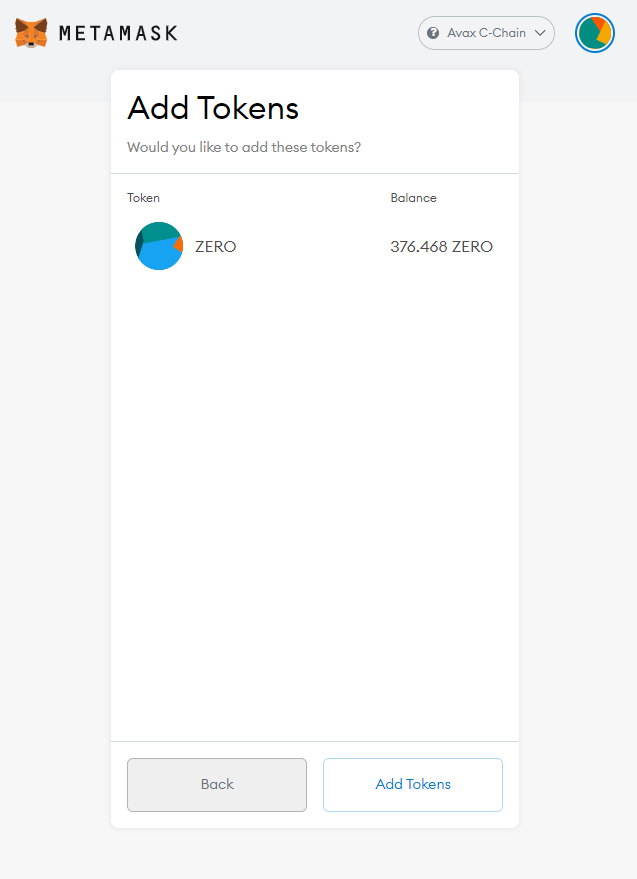 METAMASK
Avax C-Chain
Add Tokens
Would you like to add these tokens?
Token Balance
ZERO 376.468 ZERO
Back Add Tokens